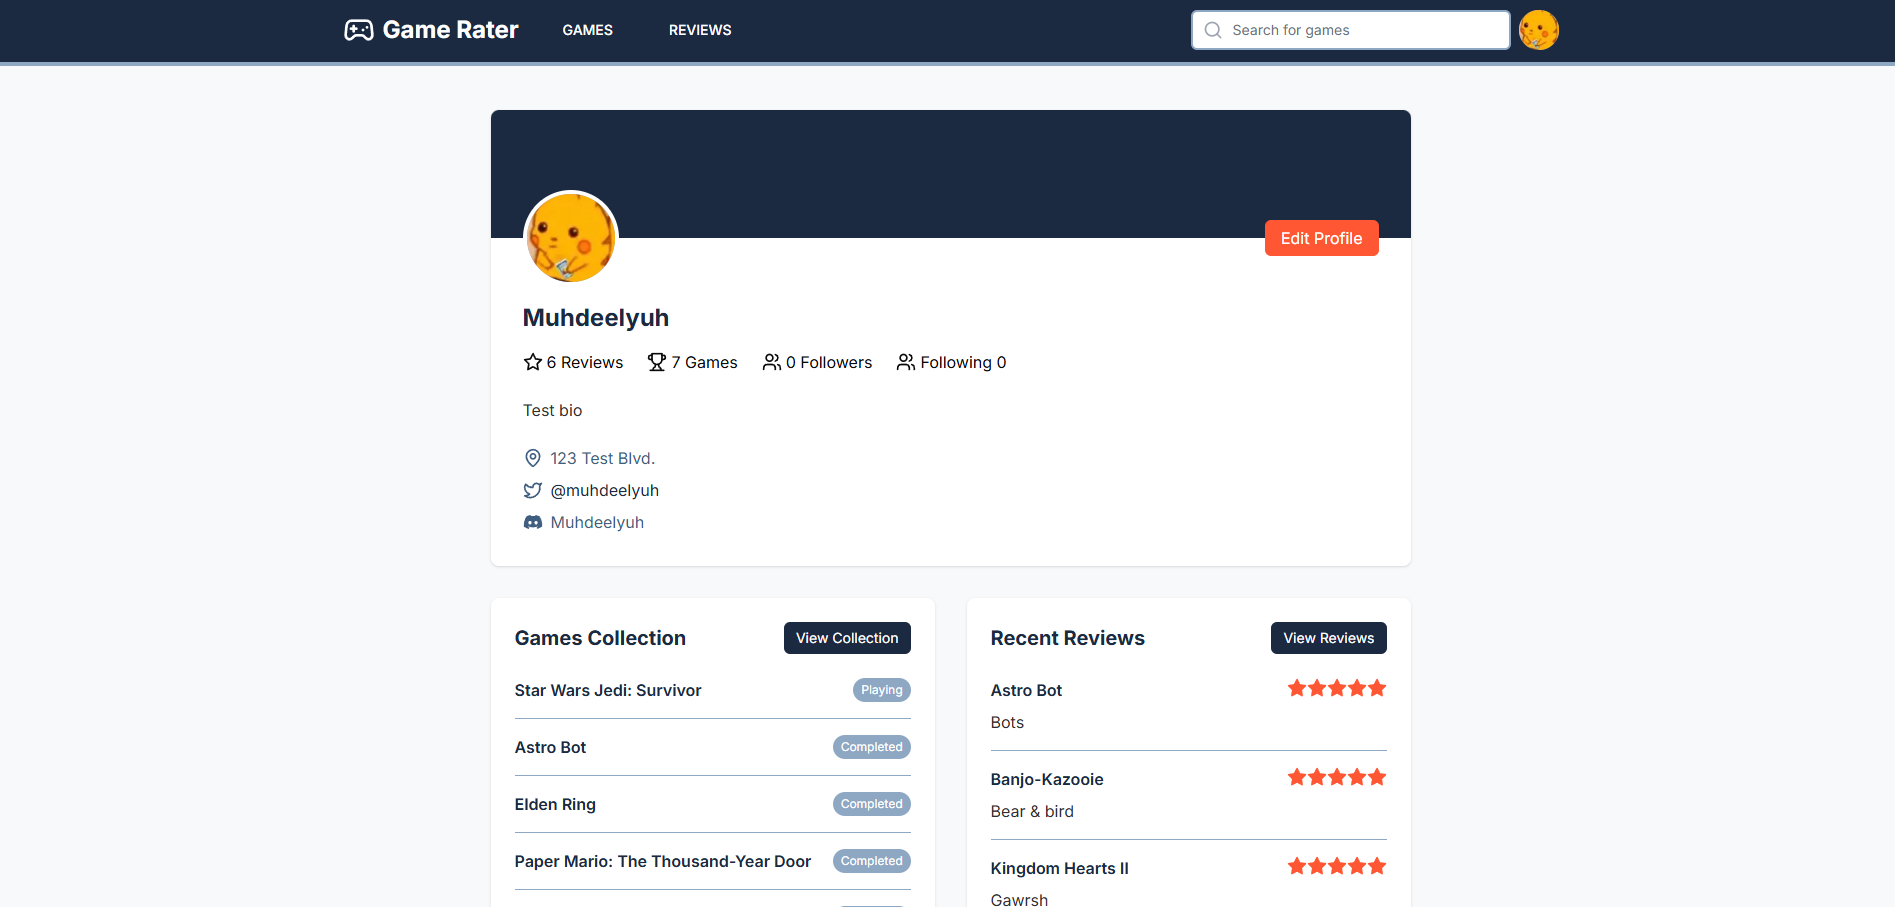 Game Rater GAMES REVIEWS Search for games
Edit Profile
Muhdeelyuh
6 Reviews 7 Games 0 Followers Following 0
Test bio
123 Test Blvd.
@muhdeelyuh
Muhdeelyuh
Games Collection View Collection
Star Wars Jedi: Survivor Playing
Astro Bot Completed
Elden Ring Completed
Paper Mario: The Thousand-Year Door Completed
Recent Reviews View Reviews
Astro Bot
Bots
Banjo-Kazooie
Bear & bird
Kingdom Hearts II
Gawrsh